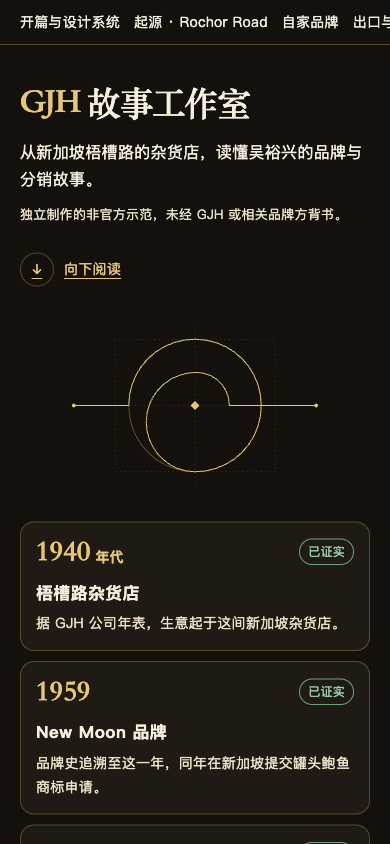 开篇与设计系统 起源 · Rochor Road 自家品牌 出口与
GJH 故事工作室
从新加坡梧槽路的杂货店，读懂吴裕兴的品牌与
分销故事。
独立制作的非官方示范，未经 GJH 或相关品牌方背书。
向下阅读
1940 年代 已证实
梧槽路杂货店
据 GJH 公司年表，生意起于这间新加坡杂货店。
1959 已证实
New Moon 品牌
品牌史追溯至这一年，同年在新加坡提交罐头鲍鱼
商标申请。